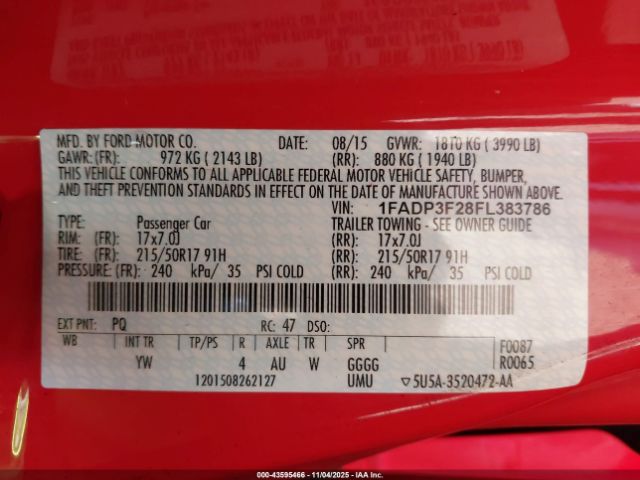 MFD. BY FORD MOTOR CO. DATE: 08/15 GVWR: 1810 KG ( 3990 LB)
GAWR: (FR): 972 KG ( 2143 LB) (RR): 880 KG ( 1940 LB)
THIS VEHICLE CONFORMS TO ALL APPLICABLE FEDERAL MOTOR VEHICLE SAFETY, BUMPER,
AND THEFT PREVENTION STANDARDS IN EFFECT ON THE DATE OF MANUFACTURE SHOWN ABOVE.
VIN: 1FADP3F28FL383786
TYPE: Passenger Car TRAILER TOWING - SEE OWNER GUIDE
RIM: (FR): 17x7.0J (RR): 17x7.0J
TIRE: (FR): 215/50R17 91H (RR): 215/50R17 91H
PRESSURE: (FR): 240 kPa/ 35 PSI COLD (RR): 240 kPa/ 35 PSI COLD
EXT PNT: PQ RC: 47 DSO:
WB INT TR TP/PS R AXLE TR SPR F0087
YW 4 AU W GGGG R0065
1201508262127 UMU ▽5U5A-3520472-AA
000-43595466 11/04/2025 IAAI.com